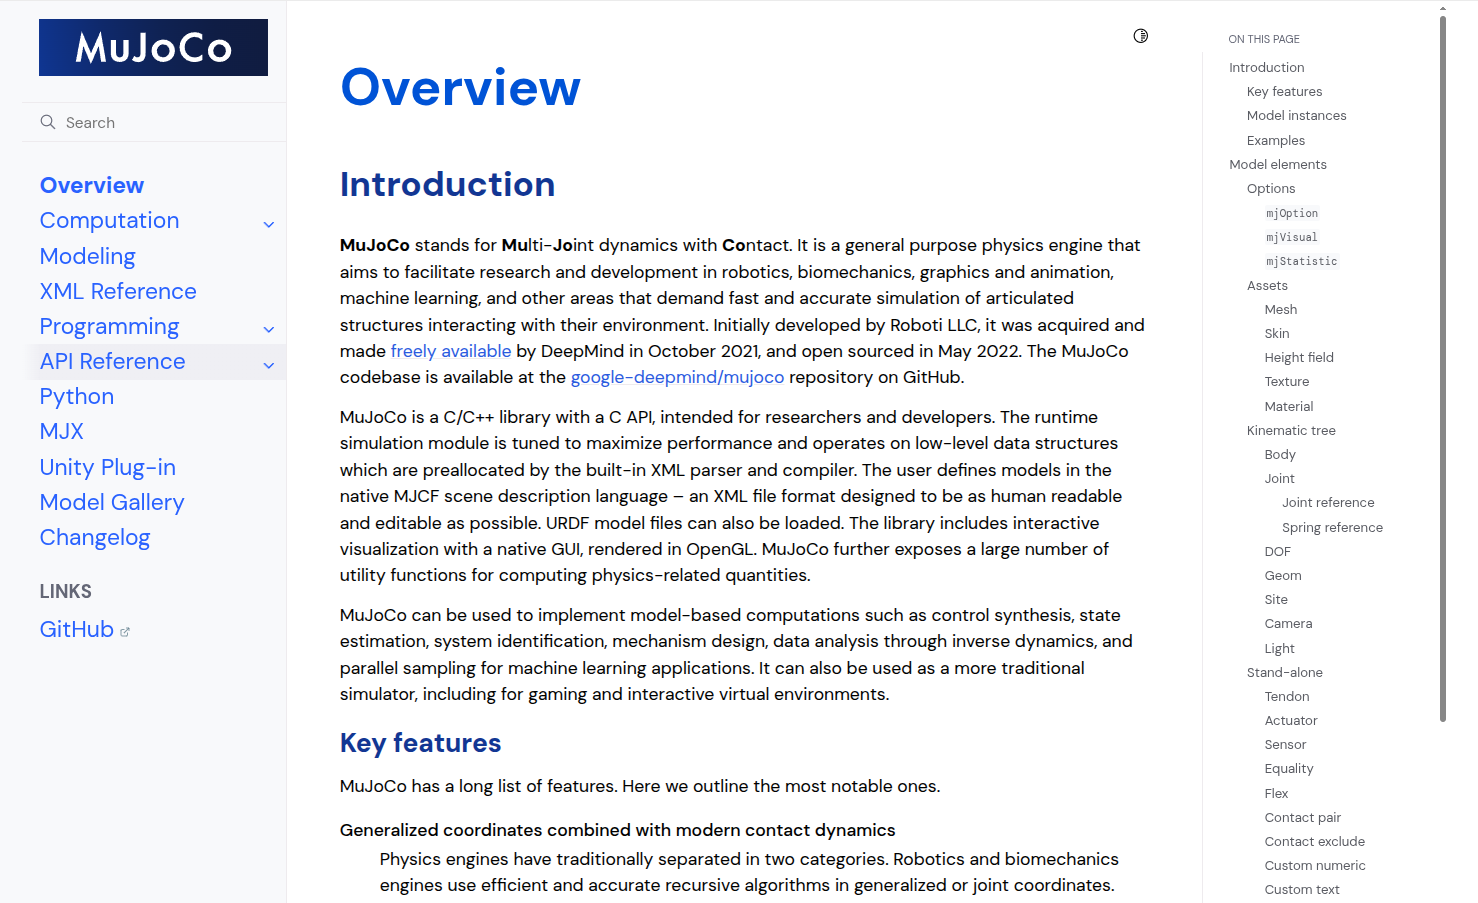 MuJoCo
Search
Overview
Computation
Modeling
XML Reference
Programming
API Reference
Python
MJX
Unity Plug-in
Model Gallery
Changelog
LINKS
GitHub
Overview
Introduction
MuJoCo stands for Multi-Joint dynamics with Contact. It is a general purpose physics engine that
aims to facilitate research and development in robotics, biomechanics, graphics and animation,
machine learning, and other areas that demand fast and accurate simulation of articulated
structures interacting with their environment. Initially developed by Roboti LLC, it was acquired and
made freely available by DeepMind in October 2021, and open sourced in May 2022. The MuJoCo
codebase is available at the google-deepmind/mujoco repository on GitHub.
MuJoCo is a C/C++ library with a C API, intended for researchers and developers. The runtime
simulation module is tuned to maximize performance and operates on low-level data structures
which are preallocated by the built-in XML parser and compiler. The user defines models in the
native MJCF scene description language – an XML file format designed to be as human readable
and editable as possible. URDF model files can also be loaded. The library includes interactive
visualization with a native GUI, rendered in OpenGL. MuJoCo further exposes a large number of
utility functions for computing physics-related quantities.
MuJoCo can be used to implement model-based computations such as control synthesis, state
estimation, system identification, mechanism design, data analysis through inverse dynamics, and
parallel sampling for machine learning applications. It can also be used as a more traditional
simulator, including for gaming and interactive virtual environments.
Key features
MuJoCo has a long list of features. Here we outline the most notable ones.
Generalized coordinates combined with modern contact dynamics
Physics engines have traditionally separated in two categories. Robotics and biomechanics
engines use efficient and accurate recursive algorithms in generalized or joint coordinates.
ON THIS PAGE
Introduction
Key features
Model instances
Examples
Model elements
Options
mjOption
mjVisual
mjStatistic
Assets
Mesh
Skin
Height field
Texture
Material
Kinematic tree
Body
Joint
Joint reference
Spring reference
DOF
Geom
Site
Camera
Light
Stand-alone
Tendon
Actuator
Sensor
Equality
Flex
Contact pair
Contact exclude
Custom numeric
Custom text